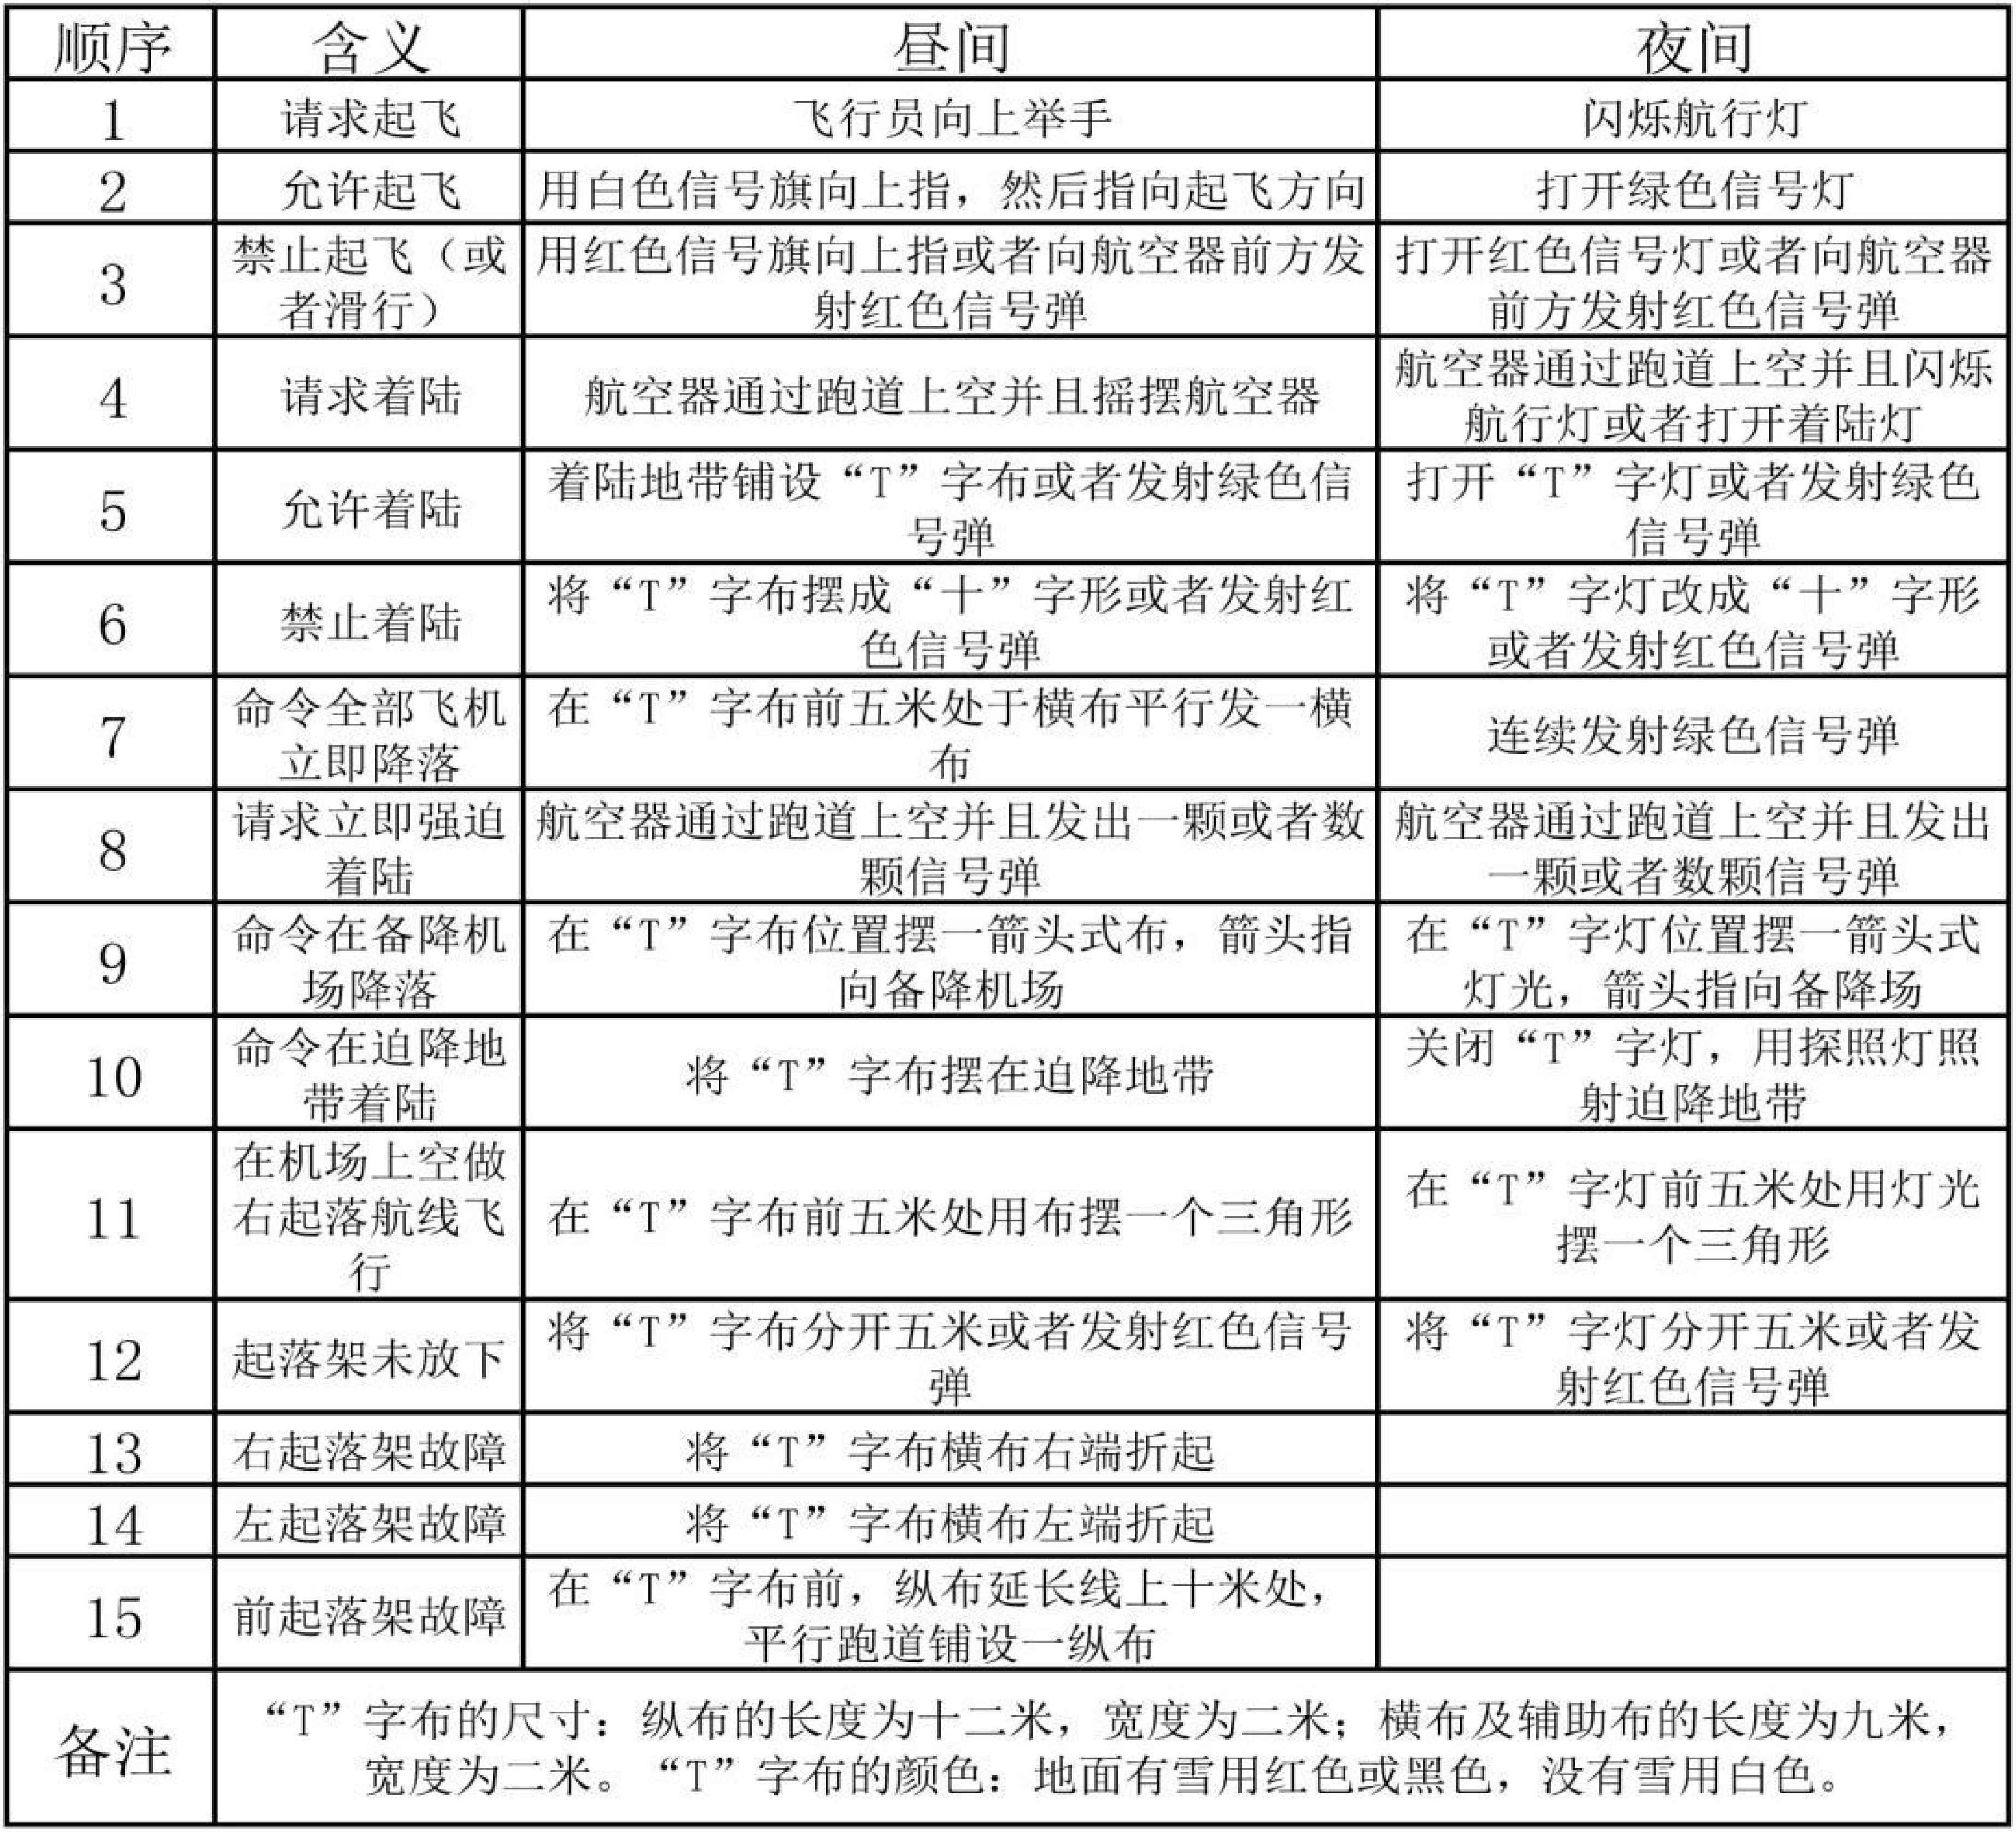 顺序 含义 昼间 夜间
1 请求起飞 飞行员向上举手 闪烁航行灯
2 允许起飞 用白色信号旗向上指，然后指向起飞方向 打开绿色信号灯
3 禁止起飞（或 用红色信号旗向上指或者向航空器前方发 打开红色信号灯或者向航空器
者滑行） 射红色信号弹 前方发射红色信号弹
4 请求着陆 航空器通过跑道上空并且摇摆航空器 航空器通过跑道上空并且闪烁
航行灯或者打开着陆灯
5 允许着陆 着陆地带铺设“T”字布或者发射绿色信 打开“T”字灯或者发射绿色
号弹 信号弹
6 禁止着陆 将“T”字布摆成“十”字形或者发射红 将“T”字灯改成“十”字形
色信号弹 或者发射红色信号弹
7 命令全部飞机 在“T”字布前五米处于横布平行发一横 连续发射绿色信号弹
立即降落 布
8 请求立即强迫 航空器通过跑道上空并且发出一颗或者数 航空器通过跑道上空并且发出
着陆 颗信号弹 一颗或者数颗信号弹
9 命令在备降机 在“T”字布位置摆一箭头式布，箭头指 在“T”字灯位置摆一箭头式
场降落 向备降机场 灯光，箭头指向备降场
10 命令在迫降地 将“T”字布摆在迫降地带 关闭“T”字灯，用探照灯照
带着陆 射迫降地带
11 在机场上空做 在“T”字布前五米处用布摆一个三角形 在“T”字灯前五米处用灯光
右起落航线飞 摆一个三角形
行
12 起落架未放下 将“T”字布分开五米或者发射红色信号 将“T”字灯分开五米或者发
弹 射红色信号弹
13 右起落架故障 将“T”字布横布右端折起
14 左起落架故障 将“T”字布横布左端折起
15 前起落架故障 在“T”字布前，纵布延长线上十米处，
平行跑道铺设一纵布
备注 “T”字布的尺寸：纵布的长度为十二米，宽度为二米；横布及辅助布的长度为九米，
宽度为二米。“T”字布的颜色：地面有雪用红色或黑色，没有雪用白色。